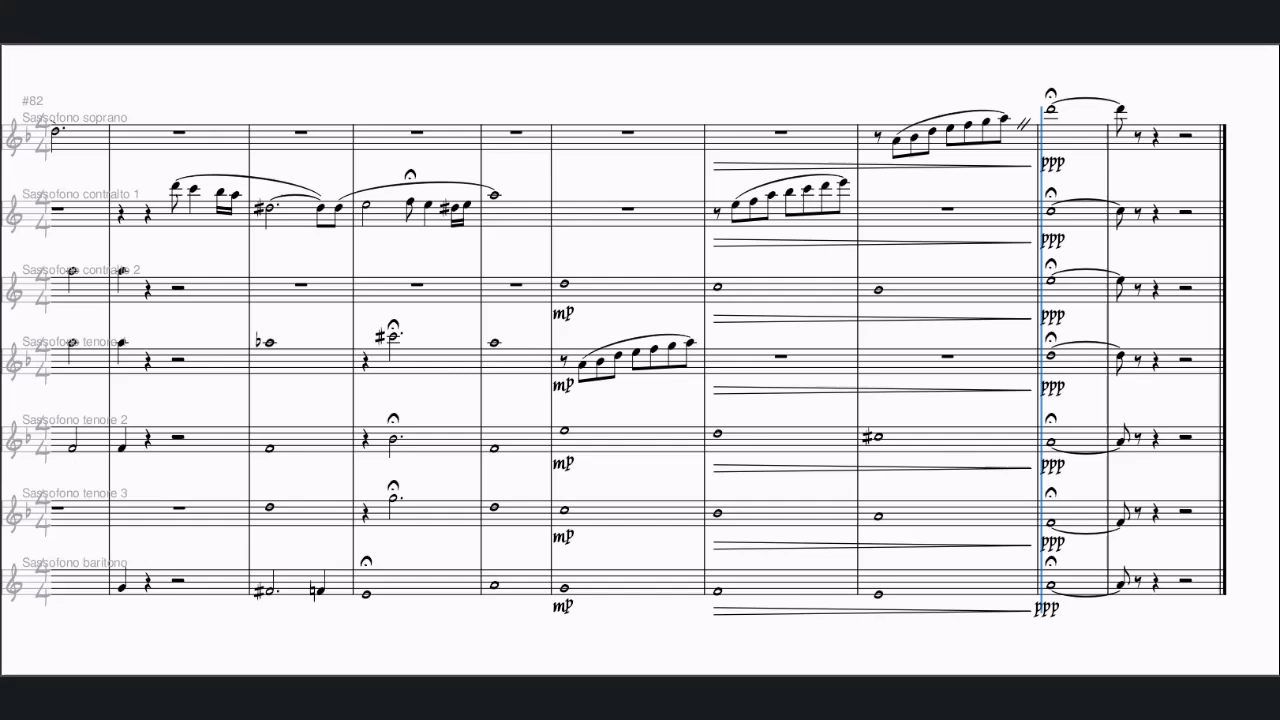 #82
Sassofono soprano
ppp
Sassofono contralto 1
ppp
Sassofono contralto 2
mp
ppp
Sassofono tenore
mp
ppp
Sassofono tenore 2
mp
ppp
Sassofono tenore 3
mp
ppp
Sassofono baritono
mp
ppp